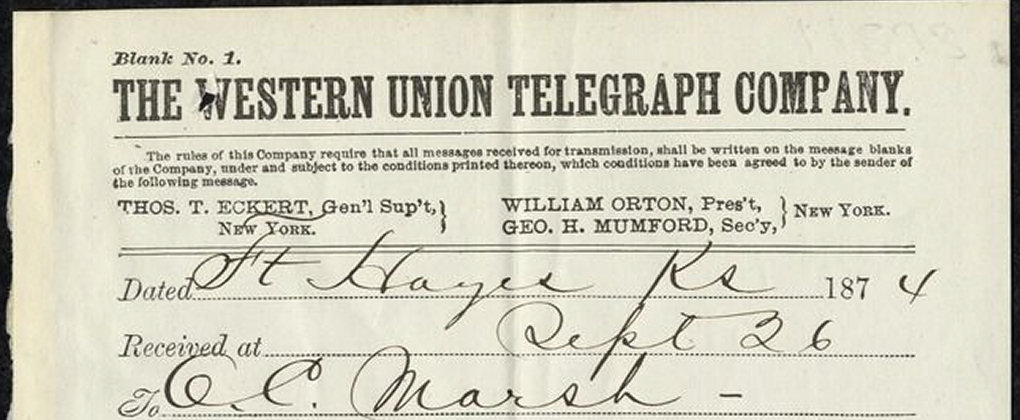 Blank No. 1.
THE WESTERN UNION TELEGRAPH COMPANY.
The rules of this Company require that all messages received for transmission, shall be written on the message blanks
of the Company, under and subject to the conditions printed thereon, which conditions have been agreed to by the sender of
the following message.
THOS. T. ECKERT, Gen'l Sup't,
NEW YORK.
WILLIAM ORTON, Pres't,
GEO. H. MUMFORD, Sec'y,
NEW YORK.
Dated Ft Hayes Ks 1874
Received at Sept 26
To O. C. Marsh -